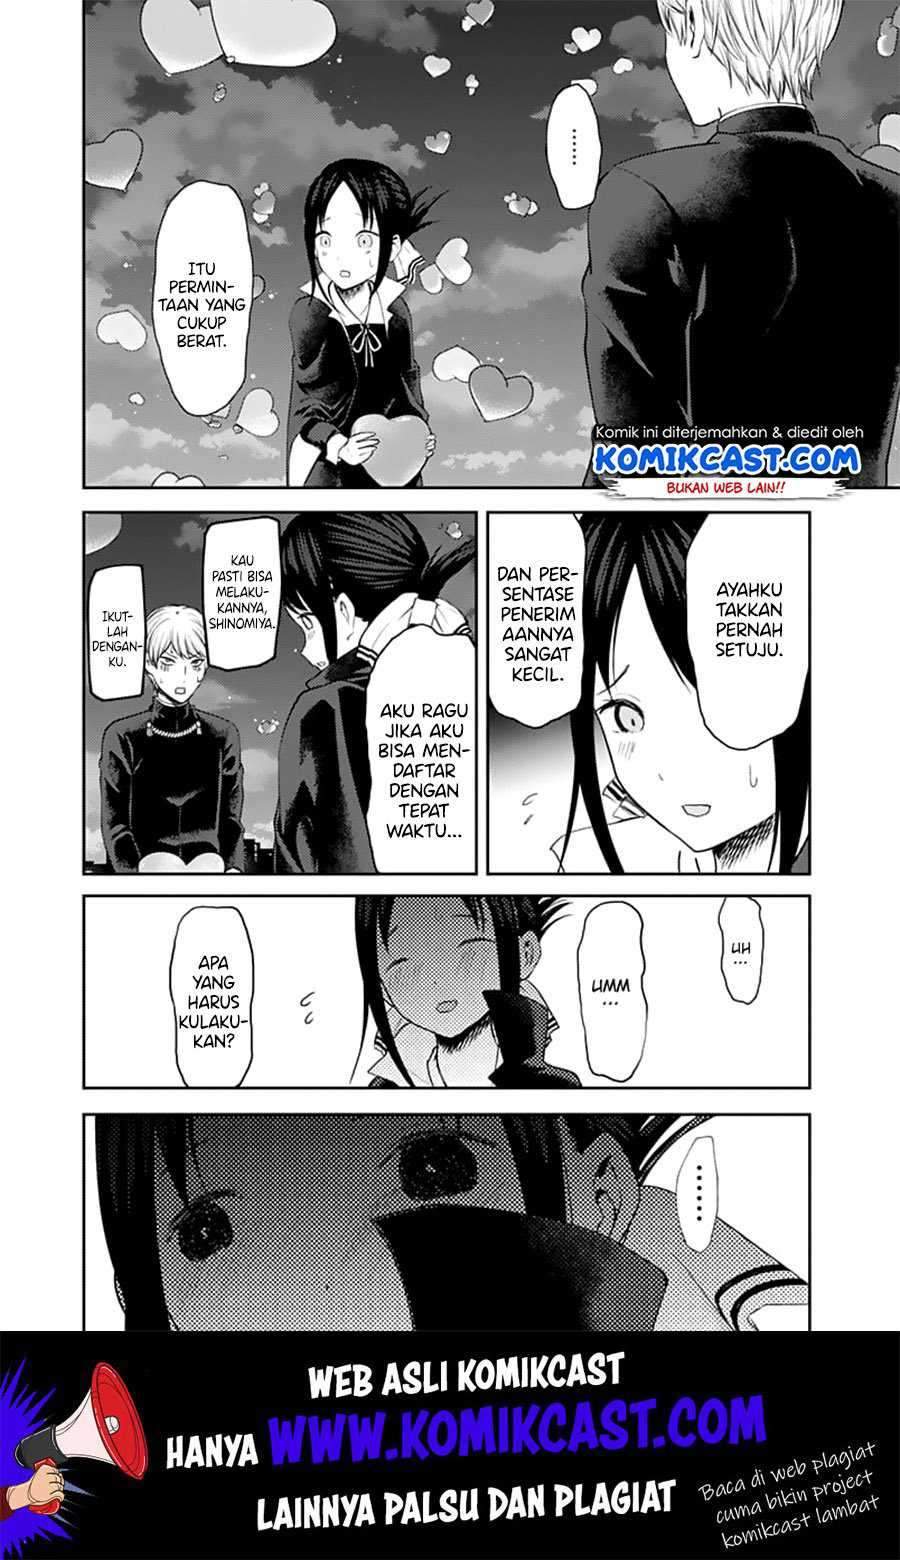 ......
ITU
PERMIN-
TAAN YANG
CUKUP
BERAT.
Komik ini diterjemahkan & diedit oleh
KOMIKCAST.COM
BUKAN WEB LAIN!!
AYAHKU
TAKKAN
PERNAH
SETUJU.
DAN PER-
SENTASE
PENERIM
AANNYA
SANGAT
KECIL.
KAU
PASTI BISA
MELAKU-
KANNYA,
SHINOMIYA.
IKUT-
LAH
DENGAN-
KU.
AKU RAGU
JIKA AKU
BISA MEN-
DAFTAR
DENGAN
TEPAT
WAKTU...
UH
...
UMM
...
APA
YANG
HARUS
KULAKU-
KAN?
.......
WEB ASLI KOMIKCAST
HANYA WWW.KOMIKCAST.COM
LAINNYA PALSU DAN PLAGIAT
Baca di web plagiat
cuma bikin project
komikcast lambat